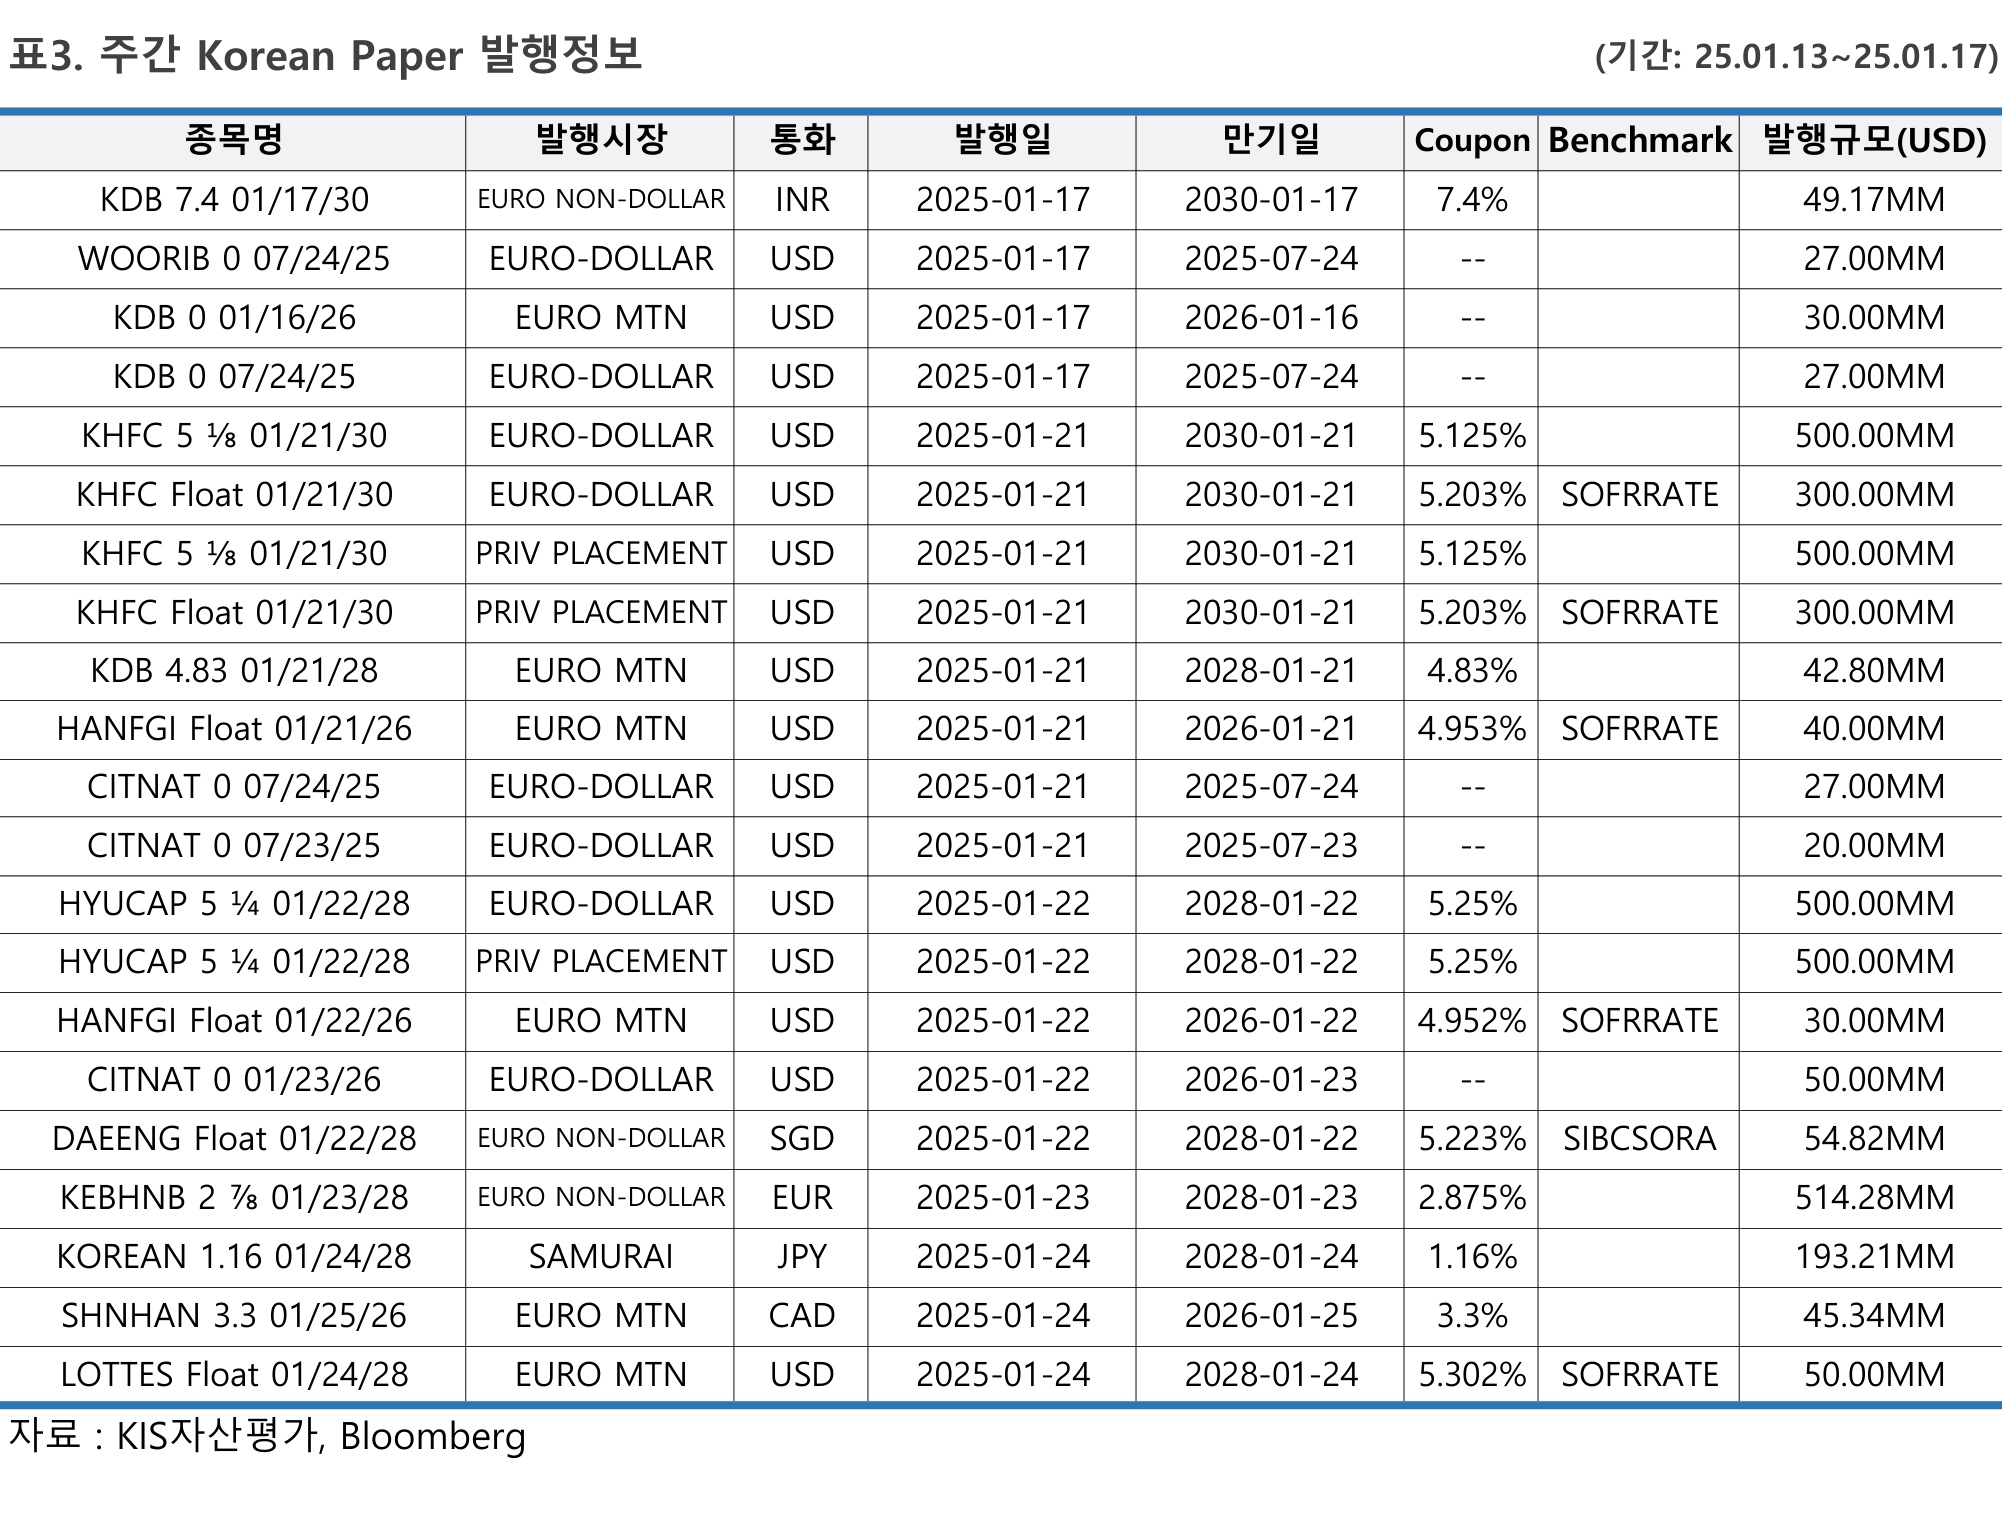 표3. 주간 Korean Paper 발행정보 (기간: 25.01.13~25.01.17)
종목명 발행시장 통화 발행일 만기일 Coupon Benchmark 발행규모(USD)
KDB 7.4 01/17/30 EURO NON-DOLLAR INR 2025-01-17 2030-01-17 7.4% 49.17MM
WOORIB 0 07/24/25 EURO-DOLLAR USD 2025-01-17 2025-07-24 -- 27.00MM
KDB 0 01/16/26 EURO MTN USD 2025-01-17 2026-01-16 -- 30.00MM
KDB 0 07/24/25 EURO-DOLLAR USD 2025-01-17 2025-07-24 -- 27.00MM
KHFC 5 ⅛ 01/21/30 EURO-DOLLAR USD 2025-01-21 2030-01-21 5.125% 500.00MM
KHFC Float 01/21/30 EURO-DOLLAR USD 2025-01-21 2030-01-21 5.203% SOFRRATE 300.00MM
KHFC 5 ⅛ 01/21/30 PRIV PLACEMENT USD 2025-01-21 2030-01-21 5.125% 500.00MM
KHFC Float 01/21/30 PRIV PLACEMENT USD 2025-01-21 2030-01-21 5.203% SOFRRATE 300.00MM
KDB 4.83 01/21/28 EURO MTN USD 2025-01-21 2028-01-21 4.83% 42.80MM
HANFGI Float 01/21/26 EURO MTN USD 2025-01-21 2026-01-21 4.953% SOFRRATE 40.00MM
CITNAT 0 07/24/25 EURO-DOLLAR USD 2025-01-21 2025-07-24 -- 27.00MM
CITNAT 0 07/23/25 EURO-DOLLAR USD 2025-01-21 2025-07-23 -- 20.00MM
HYUCAP 5 ¼ 01/22/28 EURO-DOLLAR USD 2025-01-22 2028-01-22 5.25% 500.00MM
HYUCAP 5 ¼ 01/22/28 PRIV PLACEMENT USD 2025-01-22 2028-01-22 5.25% 500.00MM
HANFGI Float 01/22/26 EURO MTN USD 2025-01-22 2026-01-22 4.952% SOFRRATE 30.00MM
CITNAT 0 01/23/26 EURO-DOLLAR USD 2025-01-22 2026-01-23 -- 50.00MM
DAEENG Float 01/22/28 EURO NON-DOLLAR SGD 2025-01-22 2028-01-22 5.223% SIBCSORA 54.82MM
KEBHNB 2 ⅞ 01/23/28 EURO NON-DOLLAR EUR 2025-01-23 2028-01-23 2.875% 514.28MM
KOREAN 1.16 01/24/28 SAMURAI JPY 2025-01-24 2028-01-24 1.16% 193.21MM
SHNHAN 3.3 01/25/26 EURO MTN CAD 2025-01-24 2026-01-25 3.3% 45.34MM
LOTTES Float 01/24/28 EURO MTN USD 2025-01-24 2028-01-24 5.302% SOFRRATE 50.00MM
자료 : KIS자산평가, Bloomberg